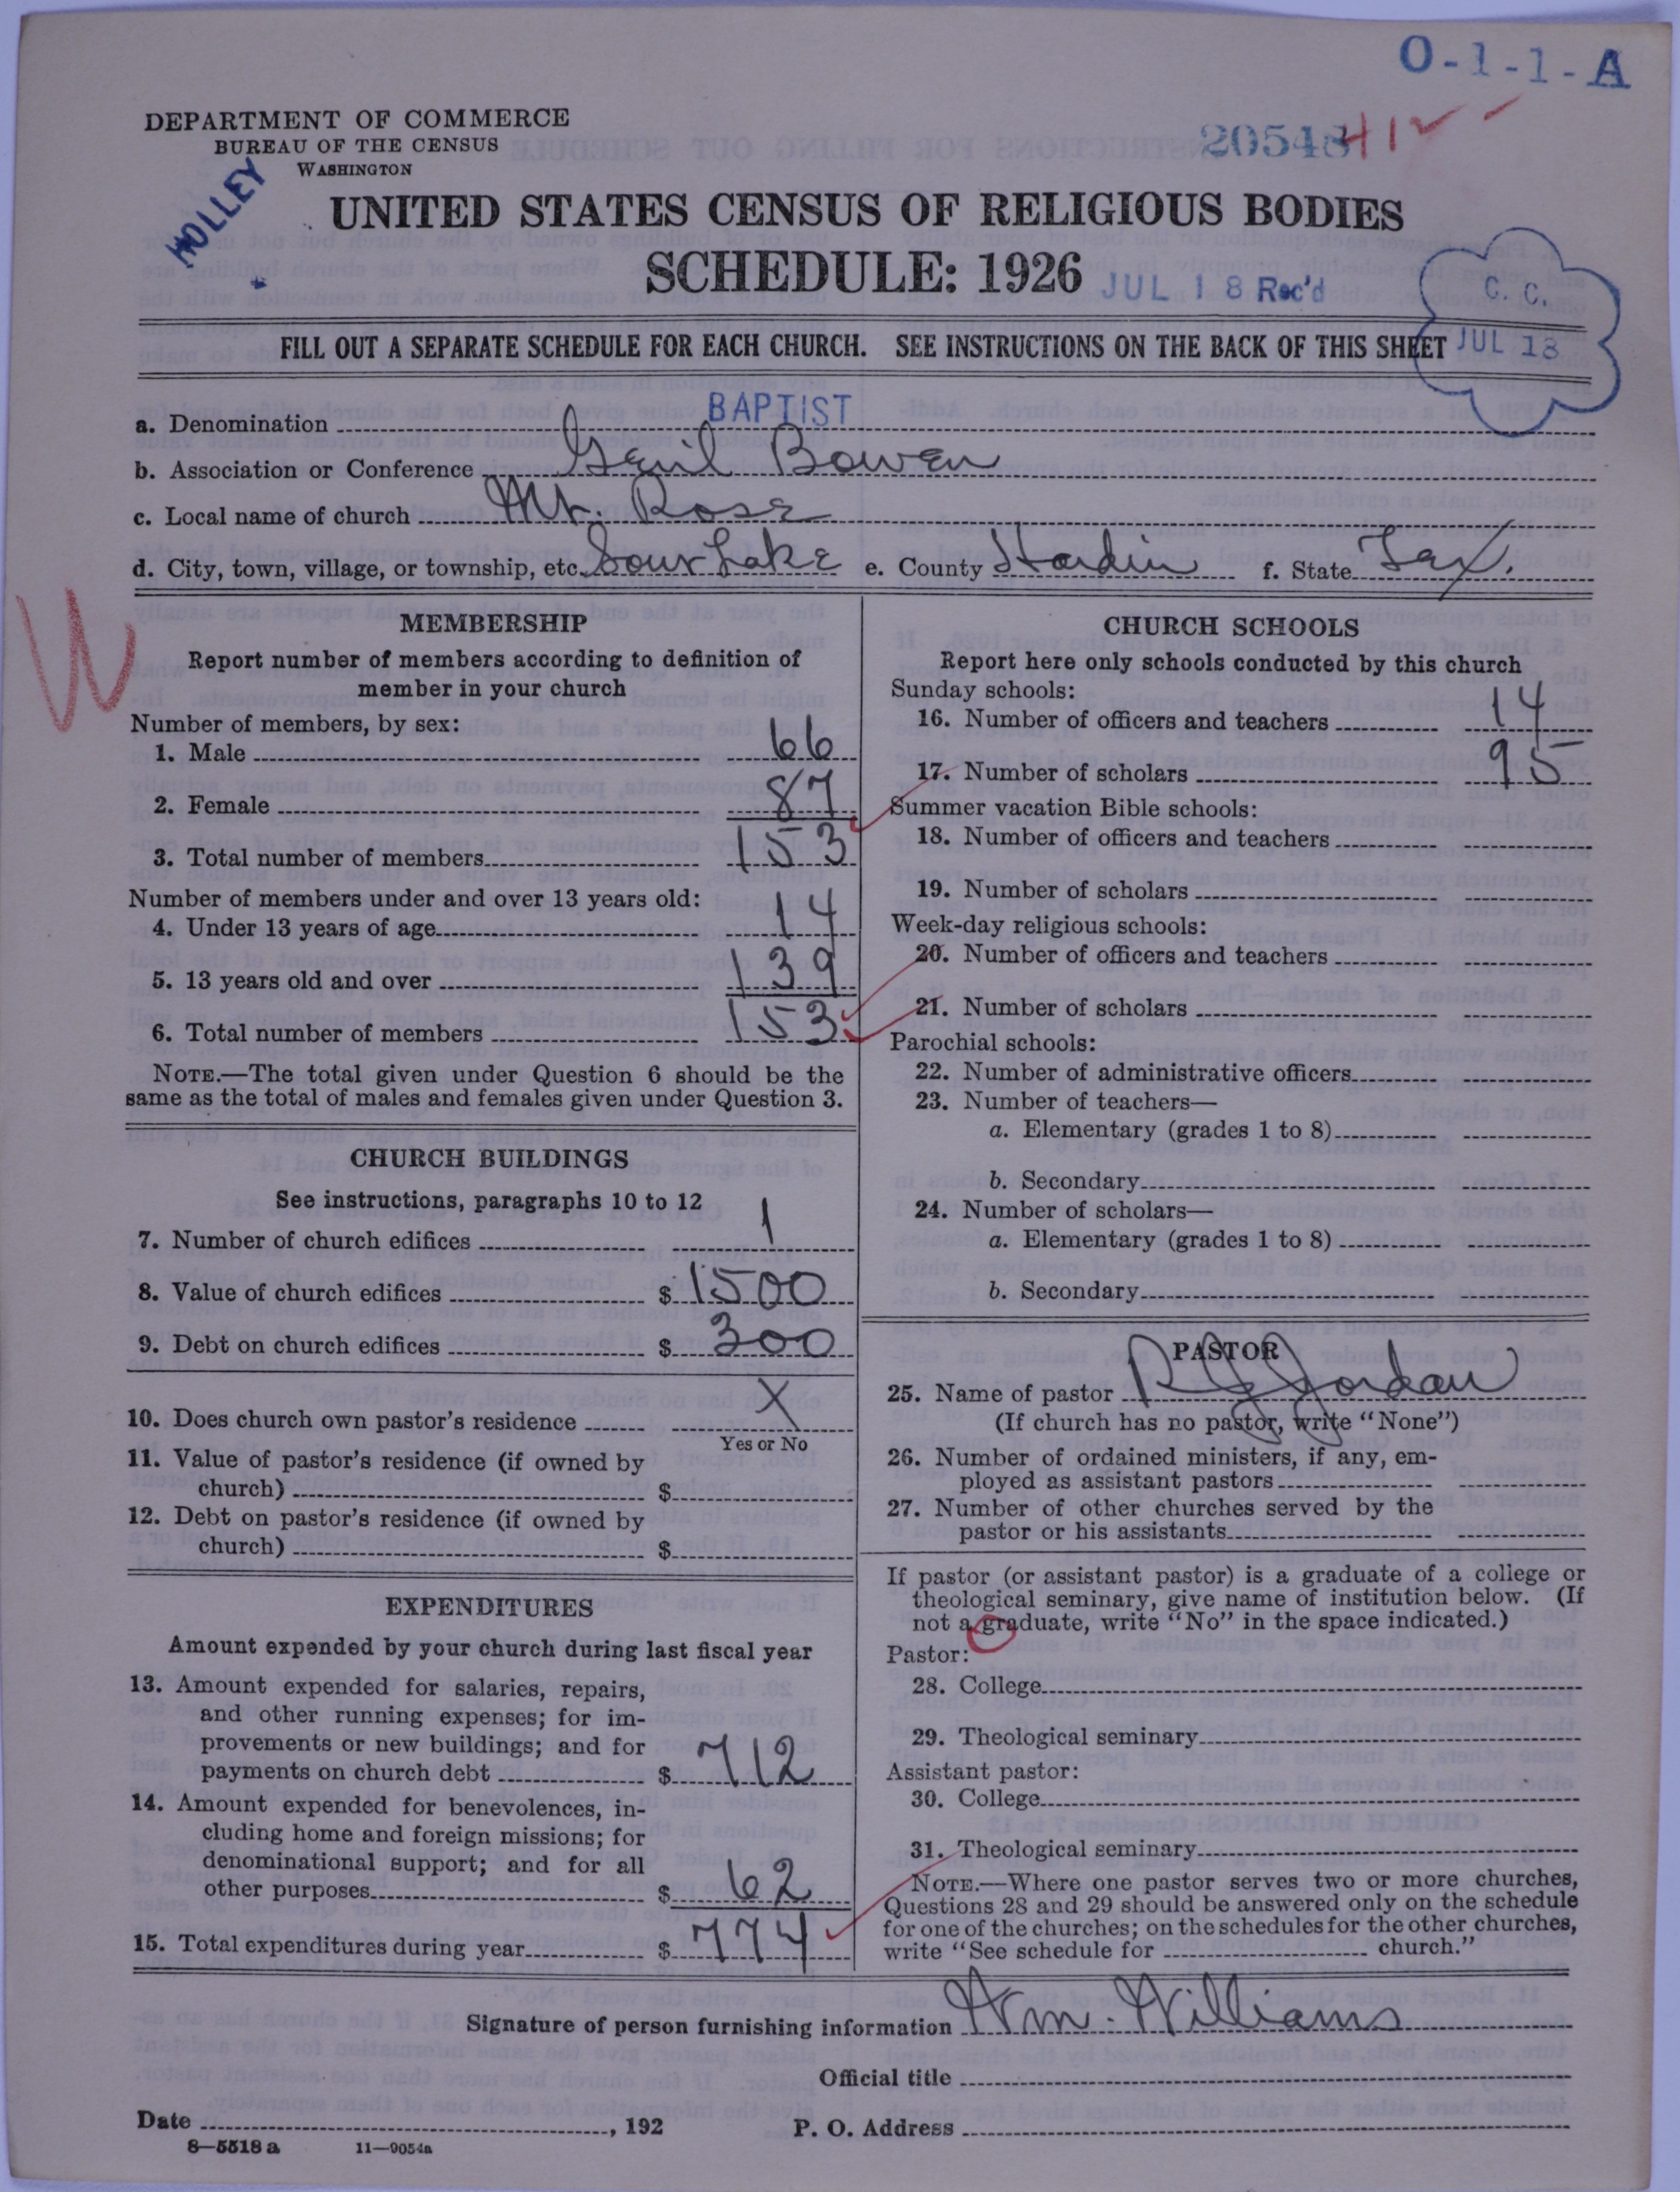 O-1-1-A
DEPARTMENT OF COMMERCE
BUREAU OF THE CENSUS
WASHINGTON
HOLLEY
UNITED STATES CENSUS OF RELIGIOUS BODIES
SCHEDULE: 1926
JUL 18 Rec'd
C. C.
JUL 18
FILL OUT A SEPARATE SCHEDULE FOR EACH CHURCH. SEE INSTRUCTIONS ON THE BACK OF THIS SHEET
a. Denomination BAPTIST
b. Association or Conference Gail Bowen
c. Local name of church Mt. Rose
d. City, town, village, or township, etc. Sour Lake e. County Hardin f. State Tex.
W
MEMBERSHIP
Report number of members according to definition of
member in your church
Number of members, by sex:
1. Male 66
2. Female 87
3. Total number of members 153
Number of members under and over 13 years old:
4. Under 13 years of age 14
5. 13 years old and over 139
6. Total number of members 153
NOTE.—The total given under Question 6 should be the
same as the total of males and females given under Question 3.
CHURCH BUILDINGS
See instructions, paragraphs 10 to 12
7. Number of church edifices 1
8. Value of church edifices $ 1500
9. Debt on church edifices $ 300
10. Does church own pastor's residence X
Yes or No
11. Value of pastor's residence (if owned by
church) $
12. Debt on pastor's residence (if owned by
church) $
EXPENDITURES
Amount expended by your church during last fiscal year
13. Amount expended for salaries, repairs,
and other running expenses; for im-
provements or new buildings; and for
payments on church debt $ 712
14. Amount expended for benevolences, in-
cluding home and foreign missions; for
denominational support; and for all
other purposes $ 62
15. Total expenditures during year $ 774
CHURCH SCHOOLS
Report here only schools conducted by this church
Sunday schools:
16. Number of officers and teachers 14
17. Number of scholars 95
Summer vacation Bible schools:
18. Number of officers and teachers
19. Number of scholars
Week-day religious schools:
20. Number of officers and teachers
21. Number of scholars
Parochial schools:
22. Number of administrative officers
23. Number of teachers—
a. Elementary (grades 1 to 8)
b. Secondary
24. Number of scholars—
a. Elementary (grades 1 to 8)
b. Secondary
PASTOR
25. Name of pastor Jordan
(If church has no pastor, write "None")
26. Number of ordained ministers, if any, em-
ployed as assistant pastors
27. Number of other churches served by the
pastor or his assistants
If pastor (or assistant pastor) is a graduate of a college or
theological seminary, give name of institution below. (If
not a graduate, write "No" in the space indicated.)
Pastor:
28. College
29. Theological seminary
Assistant pastor:
30. College
31. Theological seminary
NOTE.—Where one pastor serves two or more churches,
Questions 28 and 29 should be answered only on the schedule
for one of the churches; on the schedules for the other churches,
write "See schedule for church."
Signature of person furnishing information Wm. Williams
Official title
Date , 192 P. O. Address
8—5518 a 11—9054a